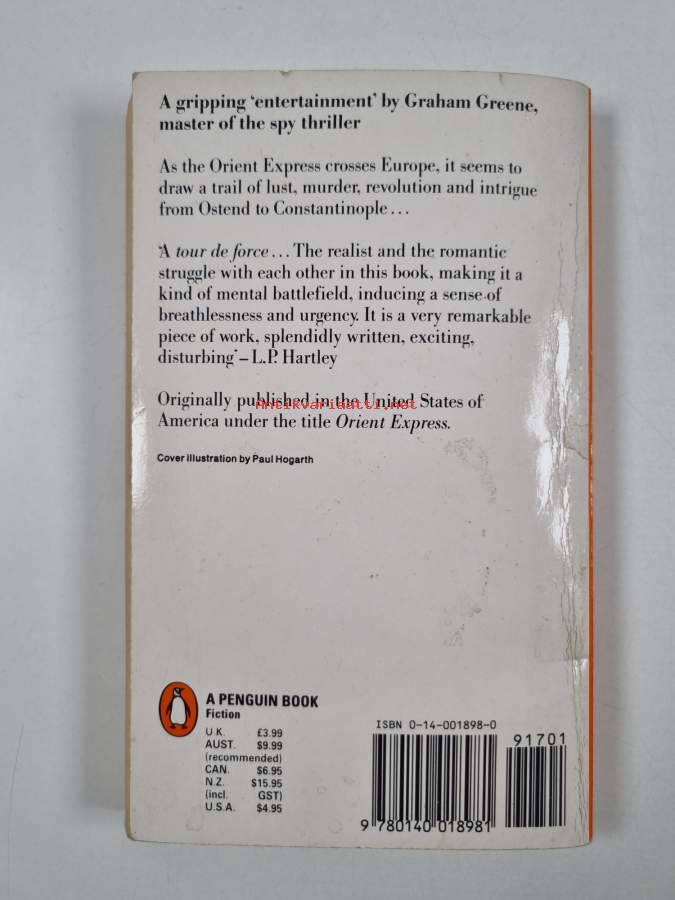 A gripping ‘entertainment’ by Graham Greene,
master of the spy thriller
As the Orient Express crosses Europe, it seems to
draw a trail of lust, murder, revolution and intrigue
from Ostend to Constantinople...
‘A tour de force... The realist and the romantic
struggle with each other in this book, making it a
kind of mental battlefield, inducing a sense of
breathlessness and urgency. It is a very remarkable
piece of work, splendidly written, exciting,
disturbing’ – L.P. Hartley
Originally published in the United States of
Antikvariaatti.net
America under the title Orient Express.
Cover illustration by Paul Hogarth
A PENGUIN BOOK
Fiction
U.K. £3.99
AUST. $9.99
(recommended)
CAN. $6.95
N.Z. $15.95
(incl. GST)
U.S.A. $4.95
ISBN 0-14-001898-0
91701
9 780140 018981